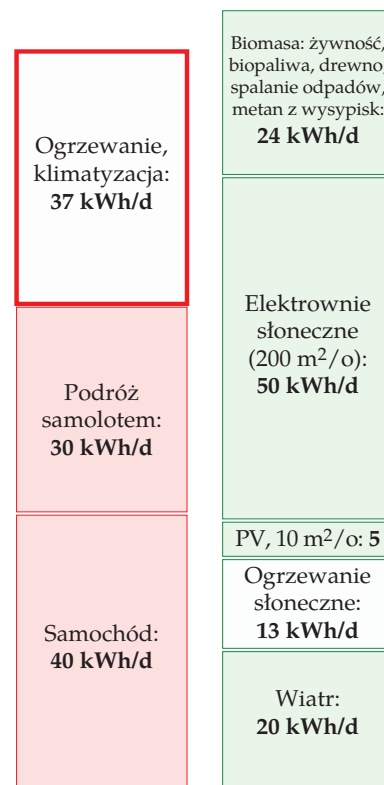 Ogrzewanie,
klimatyzacja:
37 kWh/d
Podróż
samolotem:
30 kWh/d
Samochód:
40 kWh/d
Biomasa: żywność,
biopaliwa, drewno,
spalanie odpadów,
metan z wysypisk:
24 kWh/d
Elektrownie
słoneczne
(200 m²/o):
50 kWh/d
PV, 10 m²/o: 5
Ogrzewanie
słoneczne:
13 kWh/d
Wiatr:
20 kWh/d